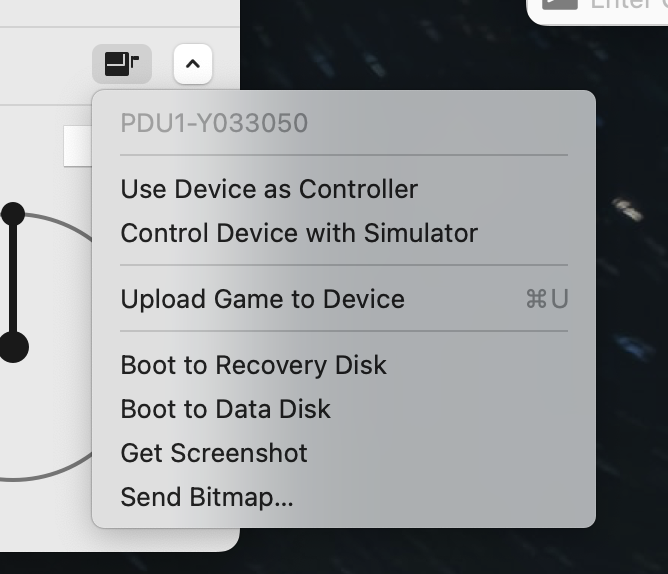 Enter
PDU1-Y033050
Use Device as Controller
Control Device with Simulator
Upload Game to Device ⌘U
Boot to Recovery Disk
Boot to Data Disk
Get Screenshot
Send Bitmap...